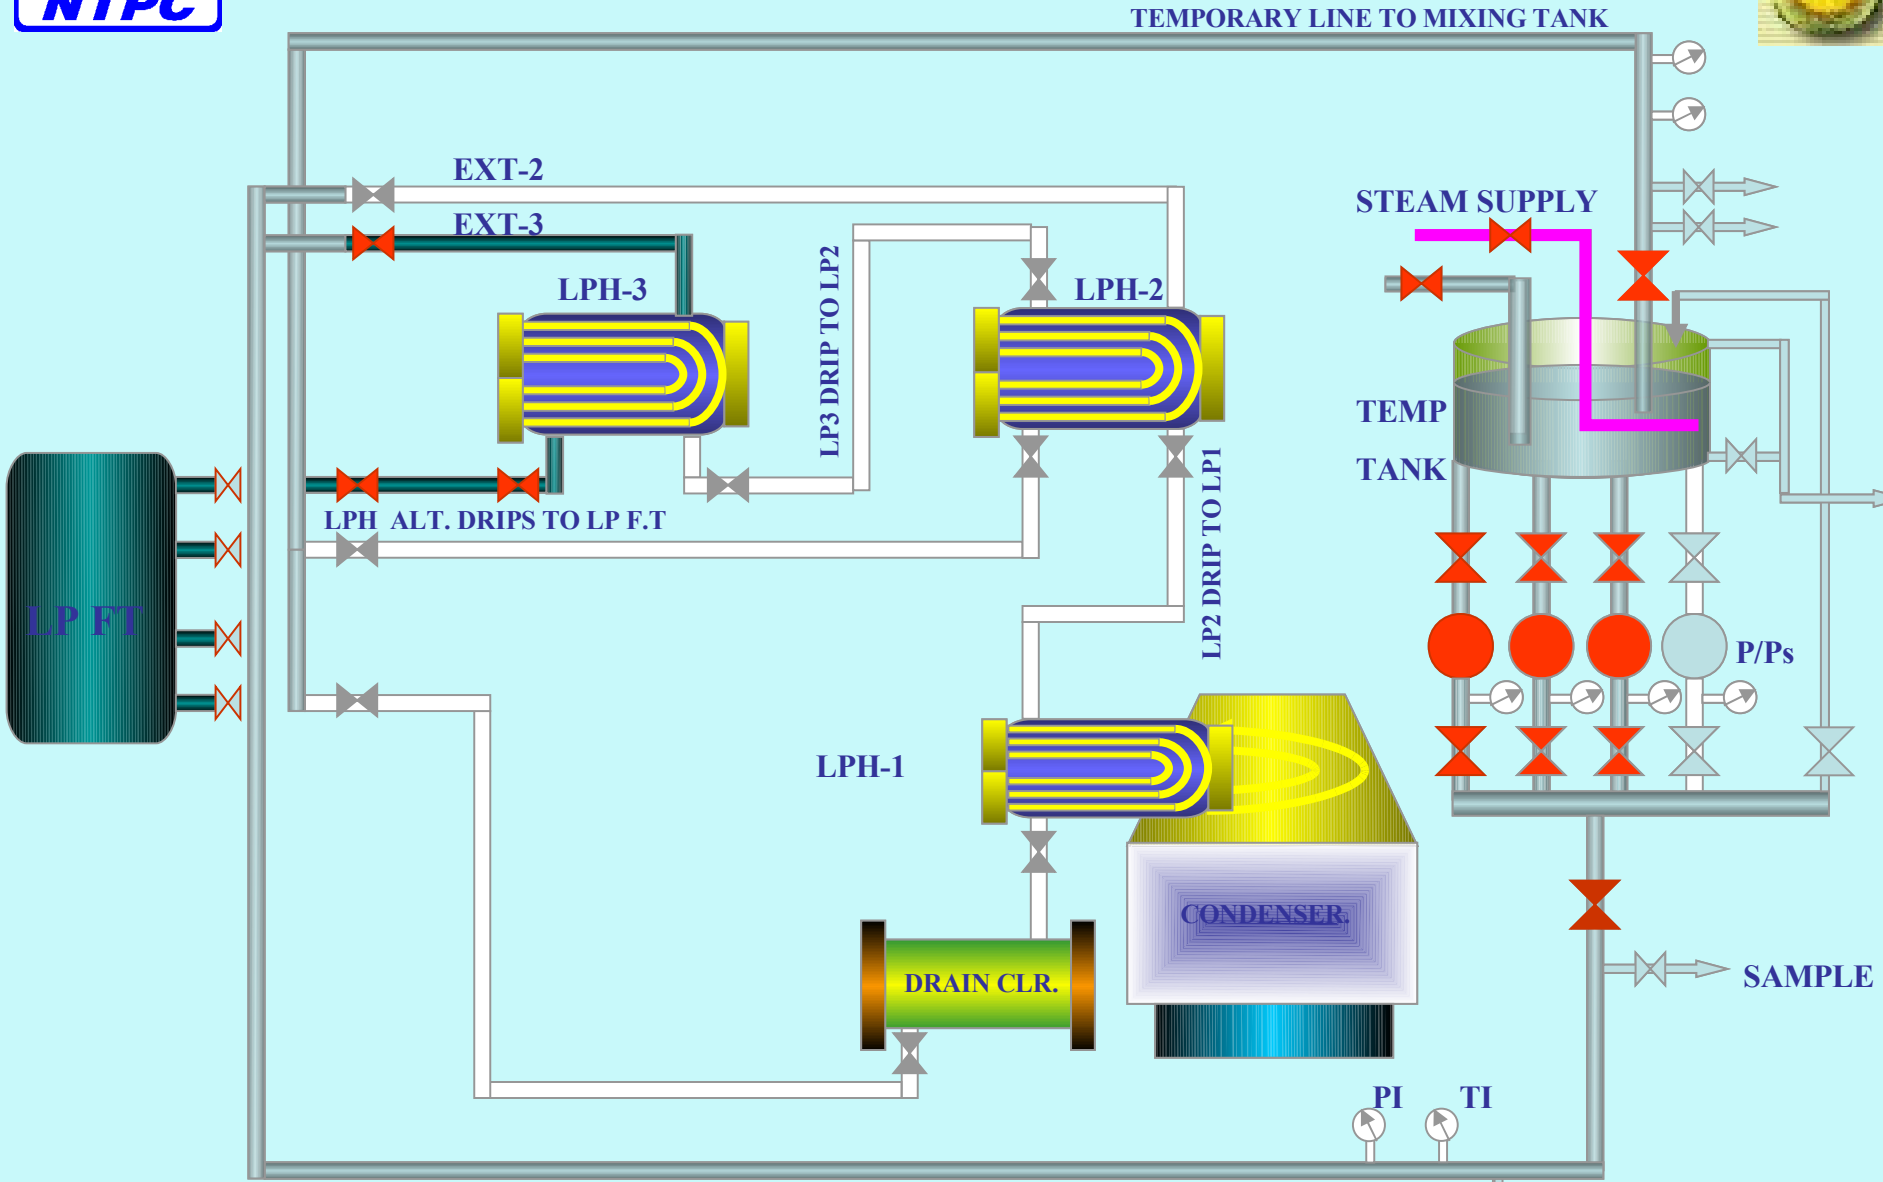 NTPC
TEMPORARY LINE TO MIXING TANK
EXT-2
EXT-3
STEAM SUPPLY
LPH-3
LPH-2
LP3 DRIP TO LP2
TEMP
TANK
LPH ALT. DRIPS TO LP F.T
LP2 DRIP TO LP1
LP FT
P/Ps
LPH-1
CONDENSER.
DRAIN CLR.
SAMPLE
PI
TI